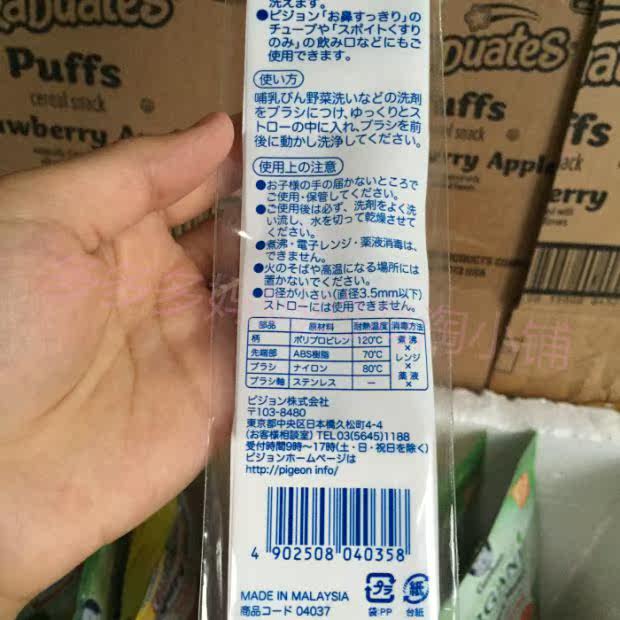 洗えます。
●ピジョン「お鼻すっきり」の
チューブや「スポイトくすり
のみ」の飲み口などにもご
使用できます。
使い方
哺乳びん野菜洗いなどの洗剤
をブラシにつけ、ゆっくりとス
トローの中に入れ、ブラシを前
後に動かし洗浄してください。
使用上の注意
●お子様の手の届かないところで
ご使用・保管してください。
●ご使用後は必ず、洗剤をよく洗
い流し、水を切って乾燥させて
ください。
●煮沸・電子レンジ・薬液消毒は、
できません。
●火のそばや高温になる場所には
置かないでください。
●口径が小さい(直径3.5mm以下)
ストローには使用できません。
部品 原材料 耐熱温度 消毒方法
柄 ポリプロピレン 120℃ 煮沸 ×
先端部 ABS樹脂 70℃ レンジ ×
ブラシ ナイロン 80℃ 薬液 ×
ブラシ軸 ステンレス —
ピジョン株式会社
〒103-8480
東京都中央区日本橋久松町4-4
(お客様相談室) TEL03(5645)1188
受付時間9時〜17時(土・日・祝日を除く)
ピジョンホームページは
http://pigeon info/
4 902508 040358
MADE IN MALAYSIA
商品コード 04037
プラ
袋:PP
紙
台紙
Puffs
cereal snack
awberry Apple
uffs
snack
erry Apple
erry